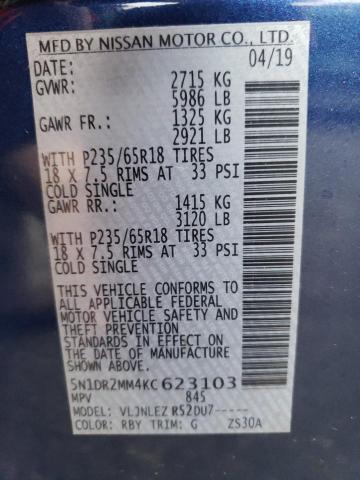 MFD BY NISSAN MOTOR CO., LTD.
DATE: 04/19
GVWR: 2715 KG
5986 LB
GAWR FR.: 1325 KG
2921 LB
WITH P235/65R18 TIRES
18 X 7.5 RIMS AT 33 PSI
COLD SINGLE
GAWR RR.: 1415 KG
3120 LB
WITH P235/65R18 TIRES
18 X 7.5 RIMS AT 33 PSI
COLD SINGLE
THIS VEHICLE CONFORMS TO
ALL APPLICABLE FEDERAL
MOTOR VEHICLE SAFETY AND
THEFT PREVENTION
STANDARDS IN EFFECT ON
THE DATE OF MANUFACTURE
SHOWN ABOVE.
5N1DR2MM4KC623103
MPV 845
MODEL: VLJNLEZ R52DU7-----
COLOR: RBY TRIM: G ZS30A